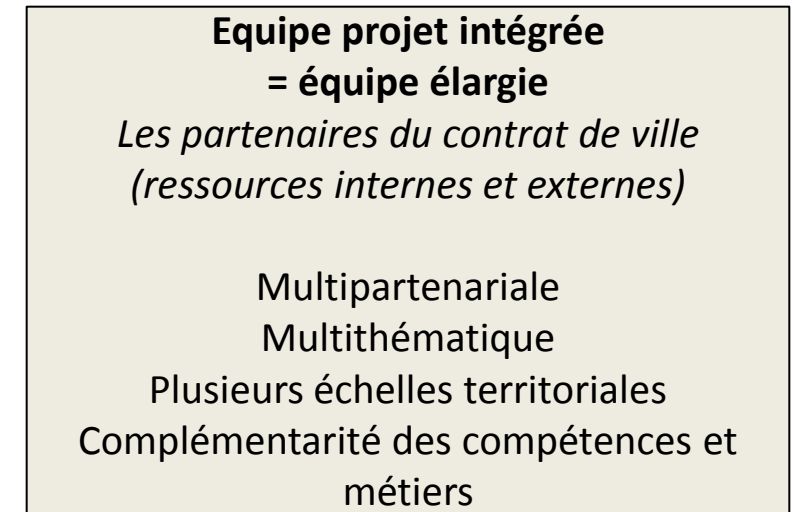 Equipe projet intégrée
= équipe élargie
Les partenaires du contrat de ville
(ressources internes et externes)
Multipartenariale
Multithématique
Plusieurs échelles territoriales
Complémentarité des compétences et
métiers